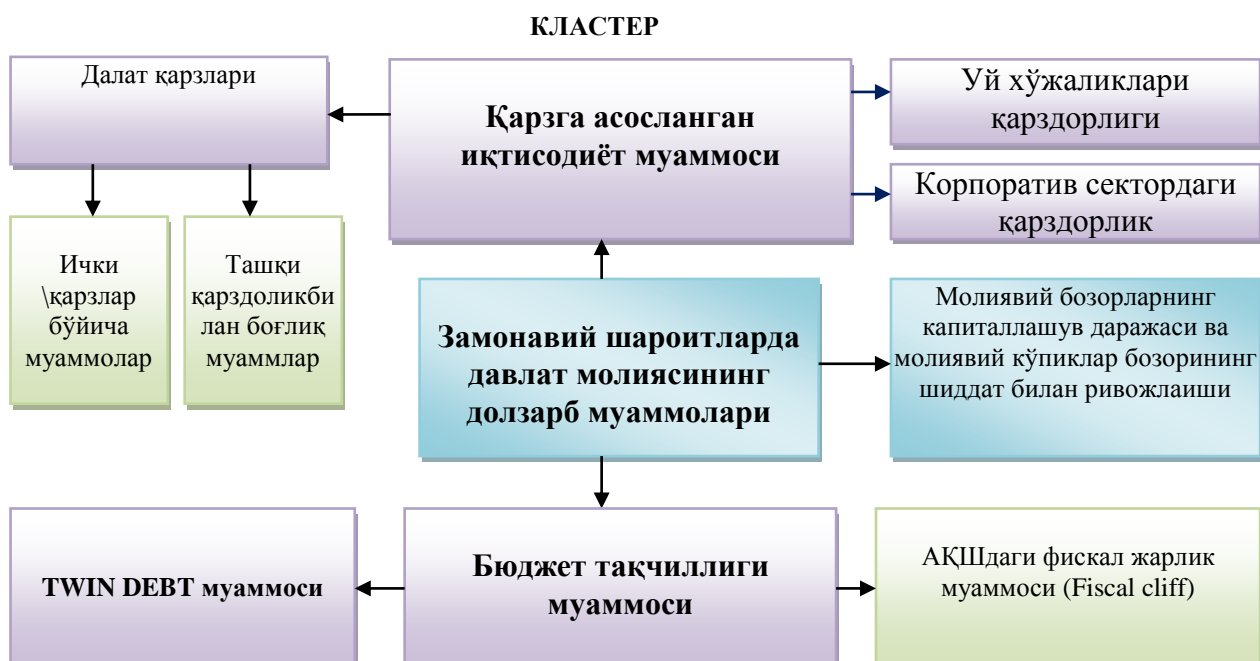 КЛАСТЕР
Далат қарзлари
Қарзга асосланган
иқтисодиёт муаммоси
Уй хўжаликлари
қарздорлиги
Корпоратив сектордаги
қарздорлик
Ички
\қарзлар
бўйича
муаммолар
Ташқи
қарздоликби
лан боғлиқ
муаммлар
Замонавий шароитларда
давлат молиясининг
долзарб муаммолари
Молиявий бозорларнинг
капиталлашув даражаси ва
молиявий кўпиклар бозорининг
шиддат билан ривожлаиши
TWIN DEBT муаммоси
Бюджет тақчиллиги
муаммоси
АҚШдаги фискал жарлик
муаммоси (Fiscal cliff)